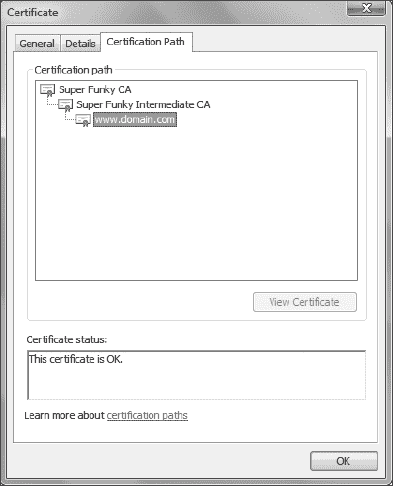 Certificate
General Details Certification Path
Certification path
Super Funky CA
Super Funky Intermediate CA
www.domain.com
View Certificate
Certificate status:
This certificate is OK.
Learn more about certification paths
OK